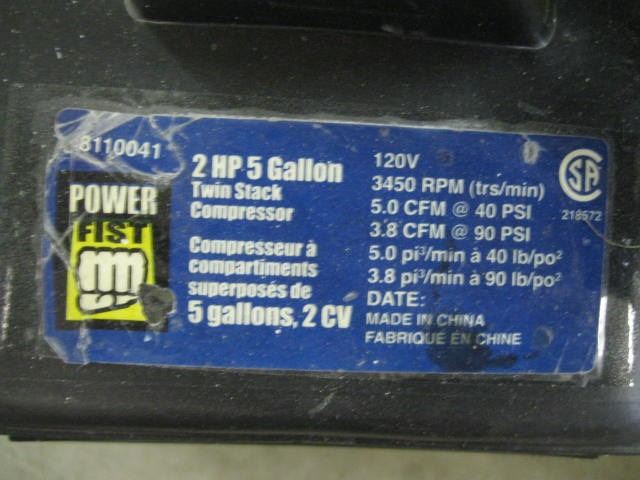 8110041
POWER
FIST
2 HP 5 Gallon
Twin Stack
Compressor
Compresseur à
compartiments
superposés de
5 gallons, 2 CV
120V
3450 RPM (trs/min)
5.0 CFM @ 40 PSI
3.8 CFM @ 90 PSI
5.0 pi³/min à 40 lb/po²
3.8 pi³/min à 90 lb/po²
DATE:
MADE IN CHINA
FABRIQUÉ EN CHINE
CSA
218572